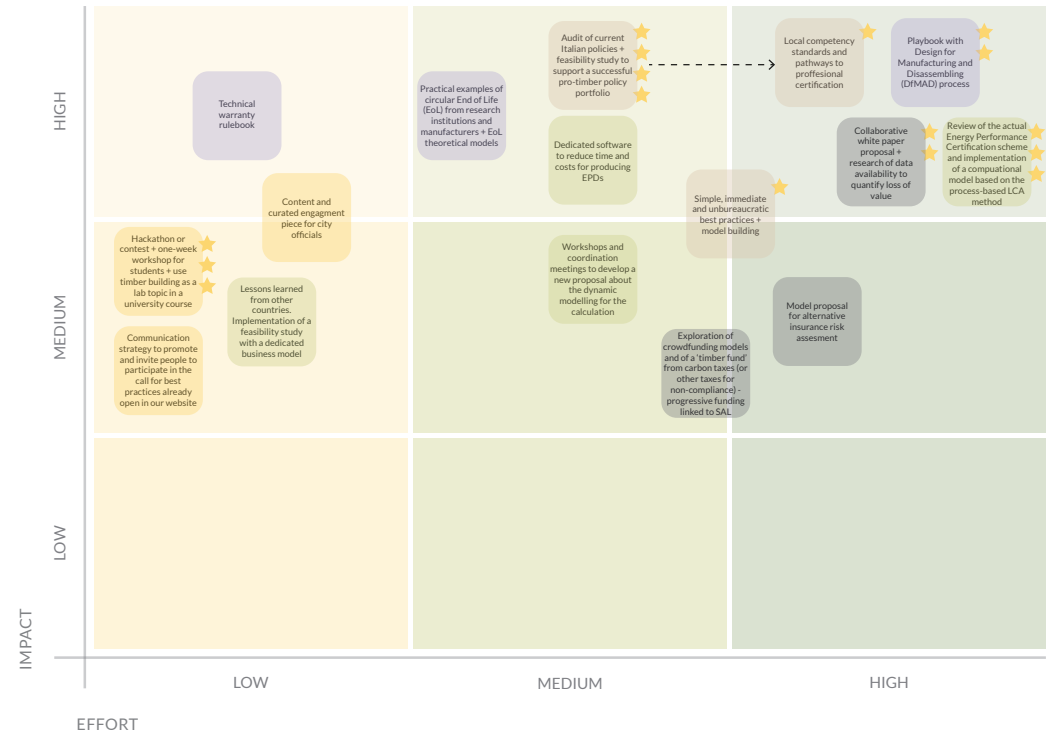 HIGH
MEDIUM
LOW
IMPACT
Technical
warranty
rulebook
Practical examples of
circular End of Life
(EoL) from research
institutions and
manufacturers + EoL
theoretical models
Audit of current
Italian policies +
feasibility study to
support a successful
pro-timber policy
portfolio
Local competency
standards and
pathways to
proffesional
certification
Playbook with
Design for
Manufacturing and
Disassembling
(DfMAD) process
Dedicated software
to reduce time and
costs for producing
EPDs
Collaborative
white paper
proposal +
research of data
availability to
quantify loss of
value
Review of the actual
Energy Performance
Certification scheme
and implementation
of a compuational
model based on the
process-based LCA
method
Content and
curated engagment
piece for city
officials
Simple, immediate
and unbureaucratic
best practices +
model building
Hackathon or
contest + one-week
workshop for
students + use
timber building as a
lab topic in a
university course
Lessons learned
from other
countries.
Implementation of a
feasibility study
with a dedicated
business model
Workshops and
coordination
meetings to develop a
new proposal about
the dynamic
modelling for the
calculation
Model proposal
for alternative
insurance risk
assesment
Communication
strategy to promote
and invite people to
participate in the
call for best
practices already
open in our website
Exploration of
crowdfunding models
and of a 'timber fund'
from carbon taxes (or
other taxes for
non-compliance) -
progressive funding
linked to SAL
LOW
MEDIUM
HIGH
EFFORT